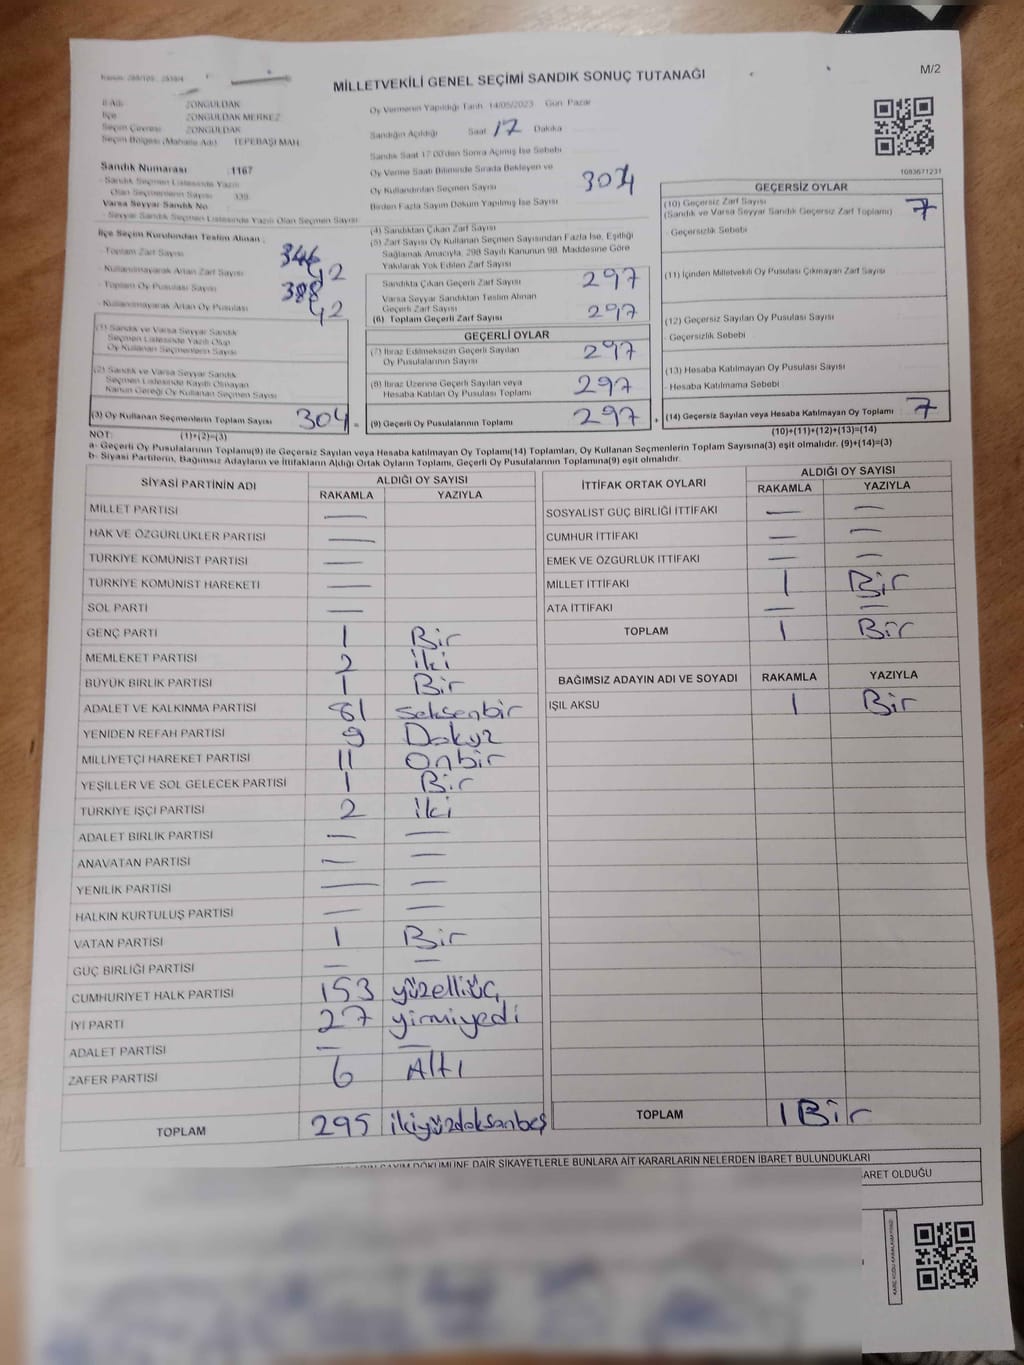 MİLLETVEKİLİ GENEL SEÇİMİ SANDIK SONUÇ TUTANAĞI
M/2
İl Adı ZONGULDAK
İlçe ZONGULDAK MERKEZ
Seçim Çevresi ZONGULDAK
Seçim Bölgesi (Mahalle Adı) TEPEBAŞI MAH.
Sandık Numarası : 1167
- Sandık Seçmen Listesinde Yazılı
Olan Seçmenlerin Sayısı 339
Varsa Seyyar Sandık No
- Seyyar Sandık Seçmen Listesinde Yazılı Olan Seçmen Sayısı
Oy Vermenin Yapıldığı Tarih 14/05/2023 Gün Pazar
Sandığın Açıldığı Saat 17 Dakika
Sandık Saat 17:00'den Sonra Açımış İse Sebebi
Oy Verme Saati Bitiminde Sırada Bekleyen ve
Oy Kullandırılan Seçmen Sayısı 304
Birden Fazla Sayım Döküm Yapılmış İse Sayısı
1083671231
İlçe Seçim Kurulundan Teslim Alınan :
- Toplam Zarf Sayısı 346
- Kullanılmayarak Artan Zarf Sayısı 42
- Toplam Oy Pusulası Sayısı 388
- Kullanılmayarak Artan Oy Pusulası 42
(1) Sandık ve Varsa Seyyar Sandık
Seçmen Listesinde Yazılı Olup
Oy Kullanan Seçmenlerin Sayısı
(2) Sandık ve Varsa Seyyar Sandık
Seçmen Listesinde Kayıtlı Olmayan
Kanun Gereği Oy Kullanan Seçmen Sayısı
(3) Oy Kullanan Seçmenlerin Toplam Sayısı 304 =
(4) Sandıktan Çıkan Zarf Sayısı
(5) Zarf Sayısı Oy Kullanan Seçmen Sayısından Fazla İse, Eşitliği
Sağlamak Amacıyla, 298 Sayılı Kanunun 98. Maddesine Göre
Yakılarak Yok Edilen Zarf Sayısı
Sandıkta Çıkan Geçerli Zarf Sayısı 297
Varsa Seyyar Sandıktan Teslim Alınan
Geçerli Zarf Sayısı
(6) Toplam Geçerli Zarf Sayısı 297
GEÇERLİ OYLAR
(7) İtiraz Edilmeksizin Geçerli Sayılan
Oy Pusulalarının Sayısı 297
(8) İtiraz Üzerine Geçerli Sayılan veya
Hesaba Katılan Oy Pusulası Toplamı 297
(9) Geçerli Oy Pusulalarının Toplamı 297 +
GEÇERSİZ OYLAR
(10) Geçersiz Zarf Sayısı
(Sandık ve Varsa Seyyar Sandık Geçersiz Zarf Toplamı) 7
- Geçersizlik Sebebi
(11) İçinden Milletvekili Oy Pusulası Çıkmayan Zarf Sayısı
(12) Geçersiz Sayılan Oy Pusulası Sayısı
- Geçersizlik Sebebi
(13) Hesaba Katılmayan Oy Pusulası Sayısı
- Hesaba Katılmama Sebebi
(14) Geçersiz Sayılan veya Hesaba Katılmayan Oy Toplamı 7
NOT: (1)+(2)=(3) (10)+(11)+(12)+(13)=(14)
a- Geçerli Oy Pusulalarının Toplamı(9) ile Geçersiz Sayılan veya Hesaba katılmayan Oy Toplamı(14) Toplamları, Oy Kullanan Seçmenlerin Toplam Sayısına(3) eşit olmalıdır. (9)+(14)=(3)
b- Siyasi Partilerin, Bağımsız Adayların ve İttifakların Aldığı Ortak Oyların Toplamı, Geçerli Oy Pusulalarının Toplamına(9) eşit olmalıdır.
SİYASİ PARTİNİN ADI ALDIĞI OY SAYISI
RAKAMLA YAZIYLA
MİLLET PARTİSI —
HAK VE ÖZGÜRLÜKLER PARTİSİ —
TÜRKİYE KOMÜNİST PARTİSİ —
TÜRKİYE KOMÜNİST HAREKETİ —
SOL PARTİ —
GENÇ PARTİ 1 Bir
MEMLEKET PARTİSİ 2 iki
BÜYÜK BİRLİK PARTİSİ 1 Bir
ADALET VE KALKINMA PARTİSİ 81 seksenbir
YENİDEN REFAH PARTİSİ 9 Dokuz
MİLLİYETÇİ HAREKET PARTİSİ 11 onbir
YEŞİLLER VE SOL GELECEK PARTİSİ 1 Bir
TÜRKİYE İŞÇİ PARTİSİ 2 iki
ADALET BİRLİK PARTİSİ — —
ANAVATAN PARTİSİ — —
YENİLİK PARTİSİ — —
HALKIN KURTULUŞ PARTİSİ — —
VATAN PARTİSİ 1 Bir
GÜÇ BİRLİĞİ PARTİSİ — —
CUMHURİYET HALK PARTİSİ 153 yüzelliüç
İYİ PARTİ 27 yirmiyedi
ADALET PARTİSİ — —
ZAFER PARTİSİ 6 Altı
TOPLAM 295 ikiyüzdoksanbeş
İTTİFAK ORTAK OYLARI ALDIĞI OY SAYISI
RAKAMLA YAZIYLA
SOSYALİST GÜÇ BİRLİĞİ İTTİFAKI — —
CUMHUR İTTİFAKI — —
EMEK VE ÖZGÜRLÜK İTTİFAKI — —
MİLLET İTTİFAKI 1 Bir
ATA İTTİFAKI — —
TOPLAM 1 Bir
BAĞIMSIZ ADAYIN ADI VE SOYADI RAKAMLA YAZIYLA
IŞIL AKSU 1 Bir
TOPLAM 1 Bir
SAYIM DÖKÜMÜNE DAİR ŞİKAYETLERLE BUNLARA AİT KARARLARIN NELERDEN İBARET BULUNDUKLARI
ARET OLDUĞU